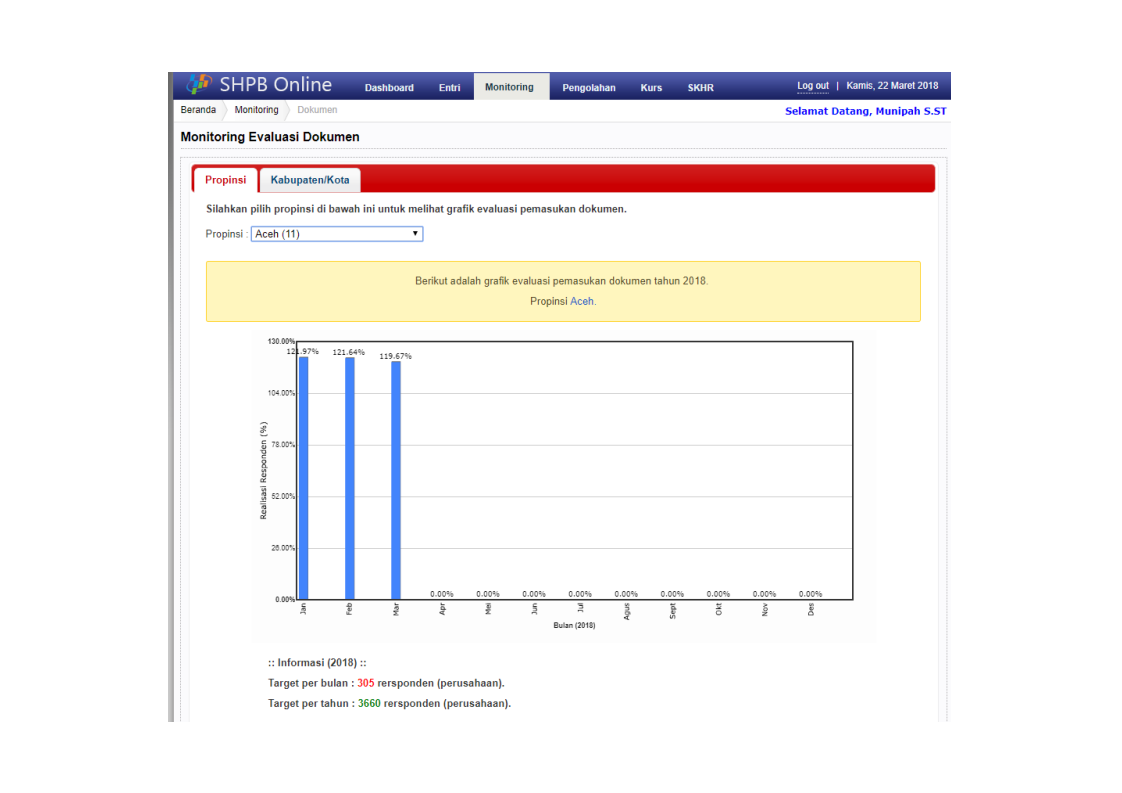 SHPB Online
Dashboard Entri Monitoring Pengolahan Kurs SKHR
Log out | Kamis, 22 Maret 2018
Beranda Monitoring Dokumen
Selamat Datang, Munipah S.ST
Monitoring Evaluasi Dokumen
Propinsi Kabupaten/Kota
Silahkan pilih propinsi di bawah ini untuk melihat grafik evaluasi pemasukan dokumen.
Propinsi : Aceh (11)
Berikut adalah grafik evaluasi pemasukan dokumen tahun 2018.
Propinsi Aceh.
130.00%
121.97% 121.64% 119.67%
104.00%
78.00%
Realisasi Responden (%)
52.00%
26.00%
0.00% 0.00% 0.00% 0.00% 0.00% 0.00% 0.00% 0.00% 0.00%
0.00%
Jan Feb Mar Apr Mei Jun Jul Agus Sept Okt Nov Des
Bulan (2018)
:: Informasi (2018) ::
Target per bulan : 305 rersponden (perusahaan).
Target per tahun : 3660 rersponden (perusahaan).